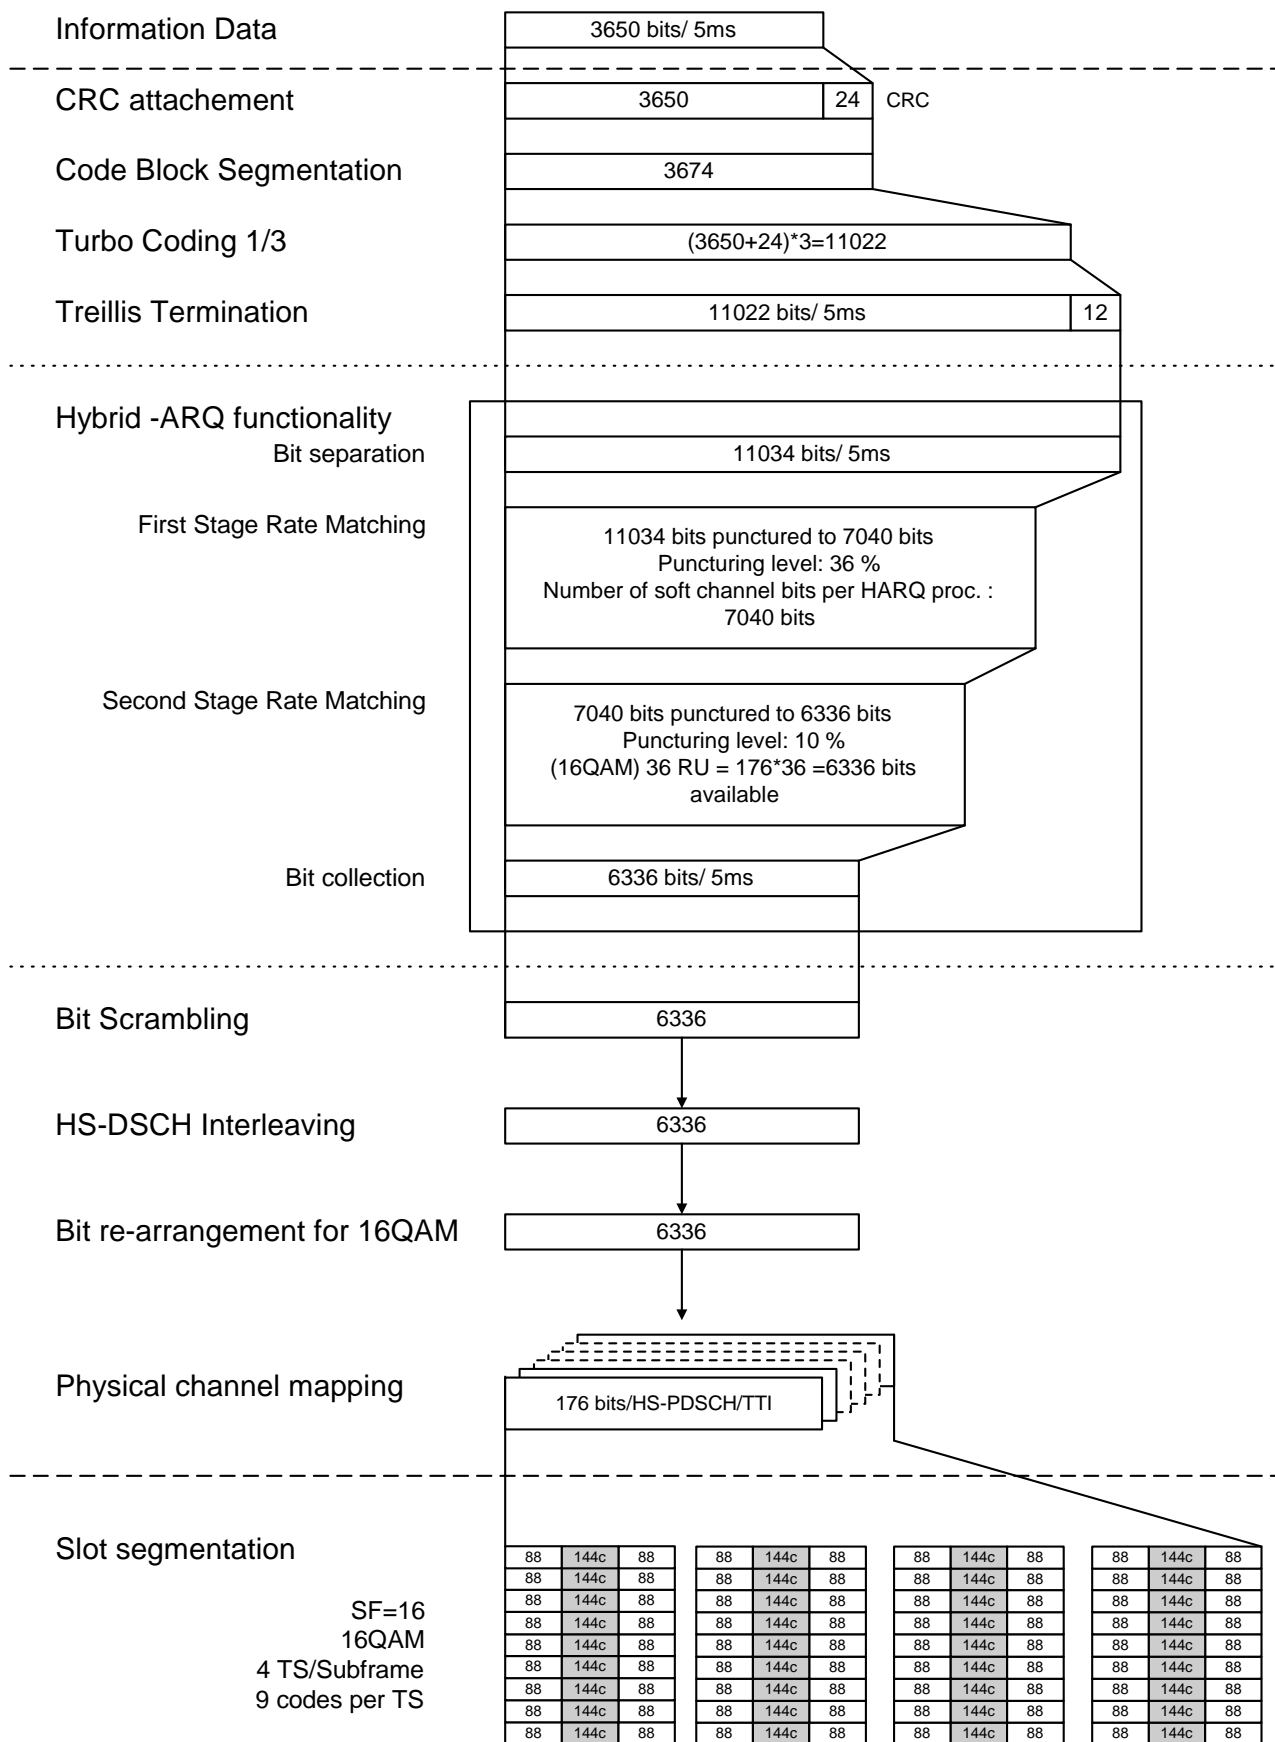 Information Data
3650 bits/ 5ms
CRC attachement
3650 24 CRC
Code Block Segmentation
3674
Turbo Coding 1/3
(3650+24)*3=11022
Treillis Termination
11022 bits/ 5ms 12
Hybrid -ARQ functionality
Bit separation
11034 bits/ 5ms
First Stage Rate Matching
11034 bits punctured to 7040 bits
Puncturing level: 36 %
Number of soft channel bits per HARQ proc. :
7040 bits
Second Stage Rate Matching
7040 bits punctured to 6336 bits
Puncturing level: 10 %
(16QAM) 36 RU = 176*36 =6336 bits
available
Bit collection
6336 bits/ 5ms
Bit Scrambling
6336
HS-DSCH Interleaving
6336
Bit re-arrangement for 16QAM
6336
Physical channel mapping
176 bits/HS-PDSCH/TTI
Slot segmentation
SF=16
16QAM
4 TS/Subframe
9 codes per TS
88 144c 88 88 144c 88 88 144c 88 88 144c 88
88 144c 88 88 144c 88 88 144c 88 88 144c 88
88 144c 88 88 144c 88 88 144c 88 88 144c 88
88 144c 88 88 144c 88 88 144c 88 88 144c 88
88 144c 88 88 144c 88 88 144c 88 88 144c 88
88 144c 88 88 144c 88 88 144c 88 88 144c 88
88 144c 88 88 144c 88 88 144c 88 88 144c 88
88 144c 88 88 144c 88 88 144c 88 88 144c 88
88 144c 88 88 144c 88 88 144c 88 88 144c 88